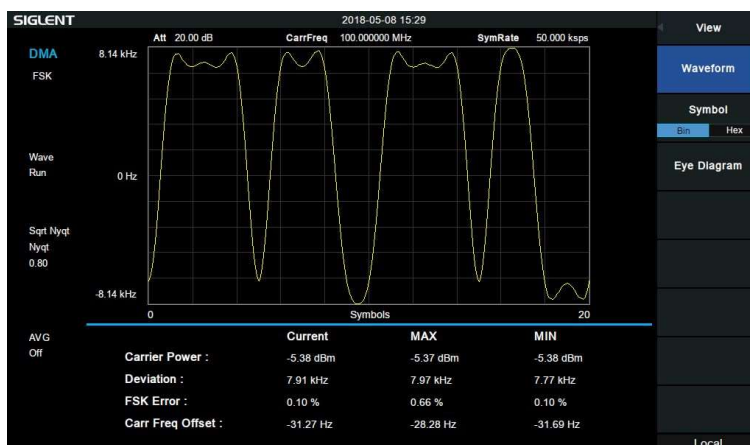 SIGLENT
2018-05-08 15:29
Att 20.00 dB CarrFreq 100.000000 MHz SymRate 50.000 ksps
DMA
FSK
Wave
Run
Sqrt Nyqt
Nyqt
0.80
AVG
Off
8.14 kHz
0 Hz
-8.14 kHz
0 Symbols 20
Current MAX MIN
Carrier Power : -5.38 dBm -5.37 dBm -5.38 dBm
Deviation : 7.91 kHz 7.97 kHz 7.77 kHz
FSK Error : 0.10 % 0.66 % 0.10 %
Carr Freq Offset : -31.27 Hz -28.28 Hz -31.69 Hz
View
Waveform
Symbol
Bin Hex
Eye Diagram
Local